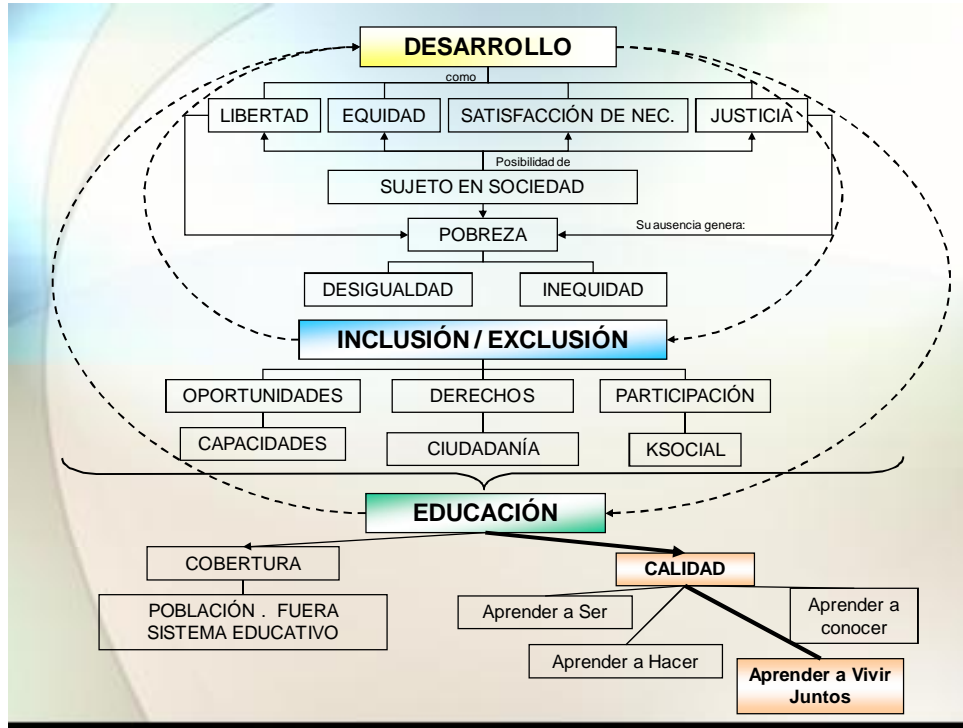 DESARROLLO
como
LIBERTAD
EQUIDAD
SATISFACCIÓN DE NEC.
JUSTICIA
Posibilidad de
SUJETO EN SOCIEDAD
Su ausencia genera:
POBREZA
DESIGUALDAD
INEQUIDAD
INCLUSIÓN / EXCLUSIÓN
OPORTUNIDADES
DERECHOS
PARTICIPACIÓN
CAPACIDADES
CIUDADANÍA
KSOCIAL
EDUCACIÓN
COBERTURA
CALIDAD
POBLACIÓN . FUERA
SISTEMA EDUCATIVO
Aprender a Ser
Aprender a
conocer
Aprender a Hacer
Aprender a Vivir
Juntos